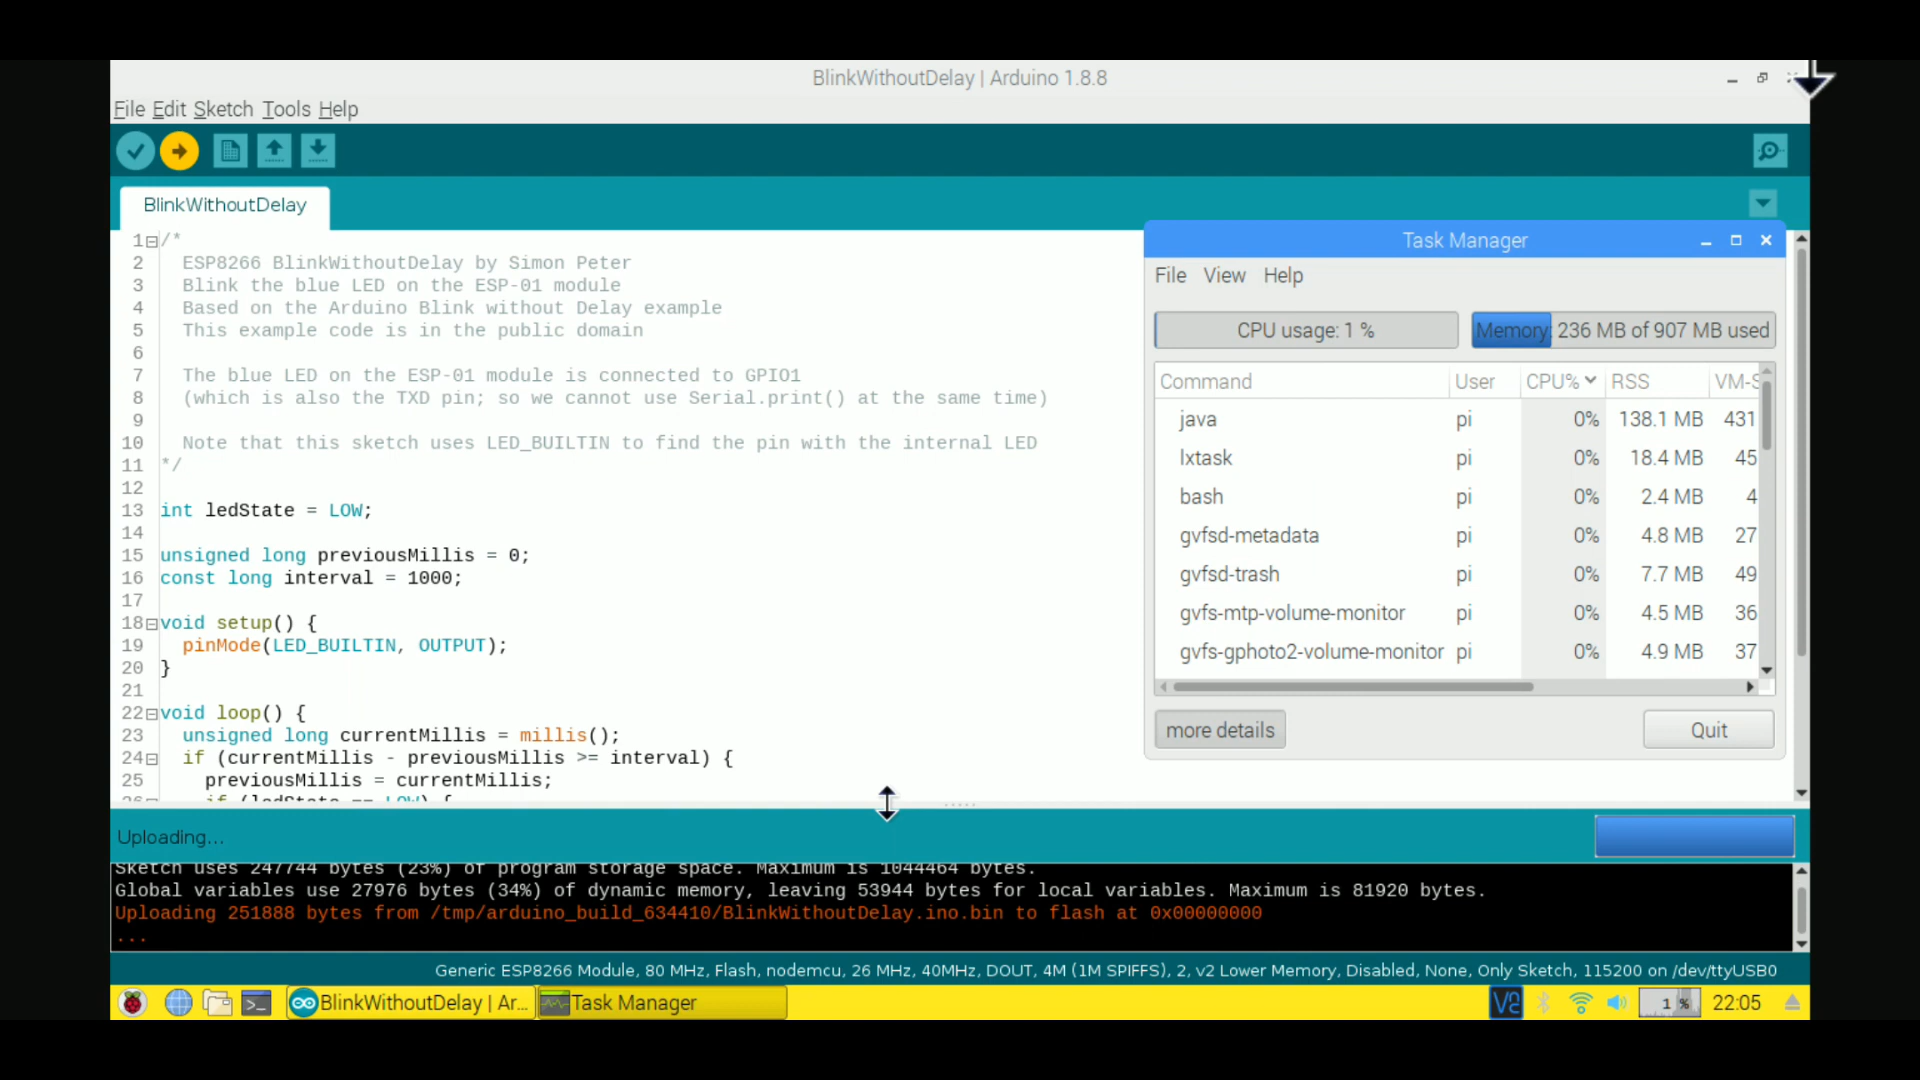 BlinkWithoutDelay | Arduino 1.8.8
File Edit Sketch Tools Help
BlinkWithoutDelay
1 /*
2 ESP8266 BlinkWithoutDelay by Simon Peter
3 Blink the blue LED on the ESP-01 module
4 Based on the Arduino Blink without Delay example
5 This example code is in the public domain
6
7 The blue LED on the ESP-01 module is connected to GPIO1
8 (which is also the TXD pin; so we cannot use Serial.print() at the same time)
9
10 Note that this sketch uses LED_BUILTIN to find the pin with the internal LED
11 */
12
13 int ledState = LOW;
14
15 unsigned long previousMillis = 0;
16 const long interval = 1000;
17
18 void setup() {
19 pinMode(LED_BUILTIN, OUTPUT);
20 }
21
22 void loop() {
23 unsigned long currentMillis = millis();
24 if (currentMillis - previousMillis >= interval) {
25 previousMillis = currentMillis;
26 if (ledState == LOW) {
Task Manager
File View Help
CPU usage: 1 % Memory: 236 MB of 907 MB used
Command User CPU% RSS VM-S
java pi 0% 138.1 MB 431
lxtask pi 0% 18.4 MB 45
bash pi 0% 2.4 MB 4
gvfsd-metadata pi 0% 4.8 MB 27
gvfsd-trash pi 0% 7.7 MB 49
gvfs-mtp-volume-monitor pi 0% 4.5 MB 36
gvfs-gphoto2-volume-monitor pi 0% 4.9 MB 37
more details Quit
Uploading...
Sketch uses 247744 bytes (23%) of program storage space. Maximum is 1044464 bytes.
Global variables use 27976 bytes (34%) of dynamic memory, leaving 53944 bytes for local variables. Maximum is 81920 bytes.
Uploading 251888 bytes from /tmp/arduino_build_634410/BlinkWithoutDelay.ino.bin to flash at 0x00000000
...
Generic ESP8266 Module, 80 MHz, Flash, nodemcu, 26 MHz, 40MHz, DOUT, 4M (1M SPIFFS), 2, v2 Lower Memory, Disabled, None, Only Sketch, 115200 on /dev/ttyUSB0
BlinkWithoutDelay | Ar... Task Manager 1 % 22:05